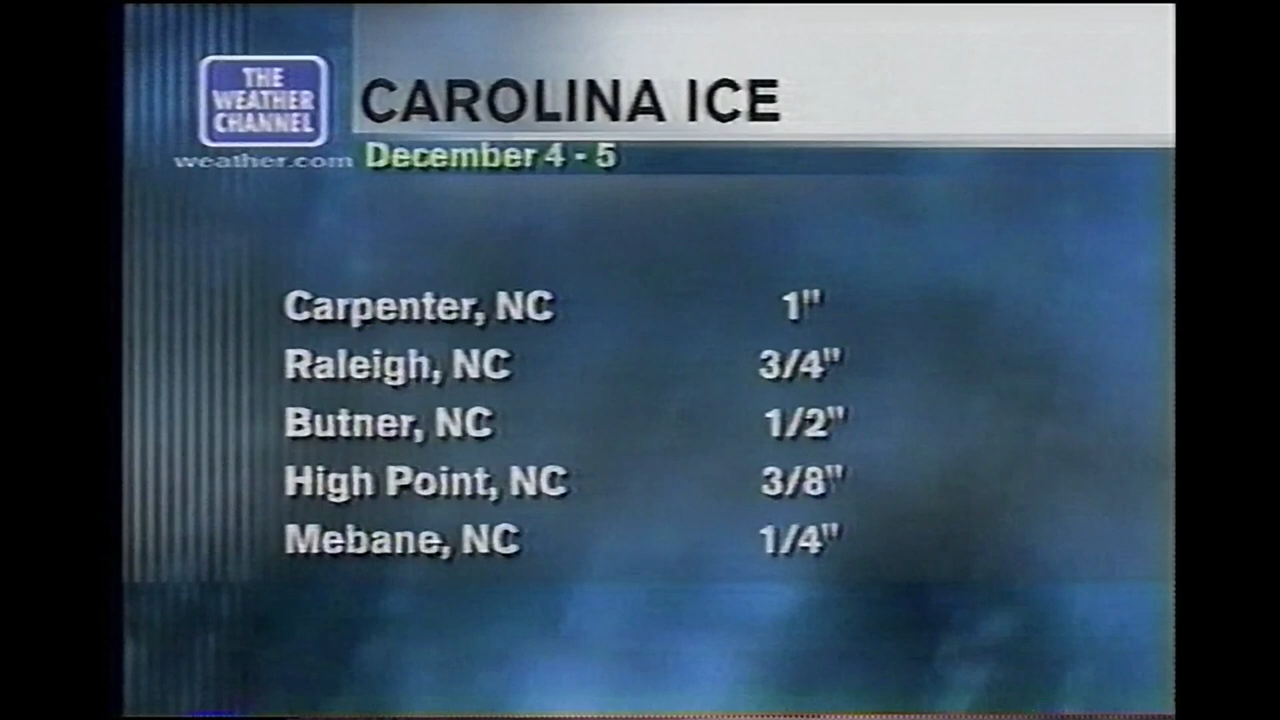 THE
WEATHER
CHANNEL
weather.com
CAROLINA ICE
December 4 - 5
Carpenter, NC 1"
Raleigh, NC 3/4"
Butner, NC 1/2"
High Point, NC 3/8"
Mebane, NC 1/4"